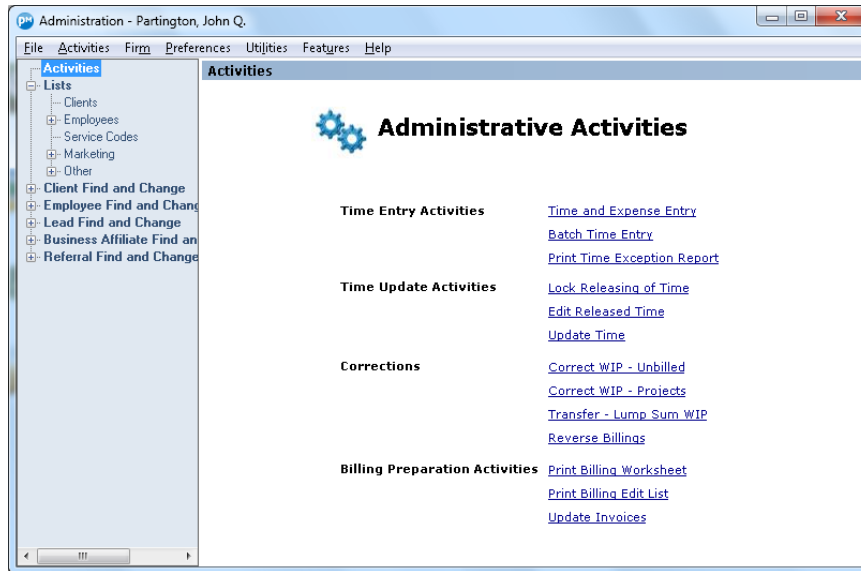 PM Administration - Partington, John Q.
File Activities Firm Preferences Utilities Features Help
Activities
Lists
Clients
Employees
Service Codes
Marketing
Other
Client Find and Change
Employee Find and Chang
Lead Find and Change
Business Affiliate Find an
Referral Find and Change
Activities
Administrative Activities
Time Entry Activities Time and Expense Entry
Batch Time Entry
Print Time Exception Report
Time Update Activities Lock Releasing of Time
Edit Released Time
Update Time
Corrections Correct WIP - Unbilled
Correct WIP - Projects
Transfer - Lump Sum WIP
Reverse Billings
Billing Preparation Activities Print Billing Worksheet
Print Billing Edit List
Update Invoices